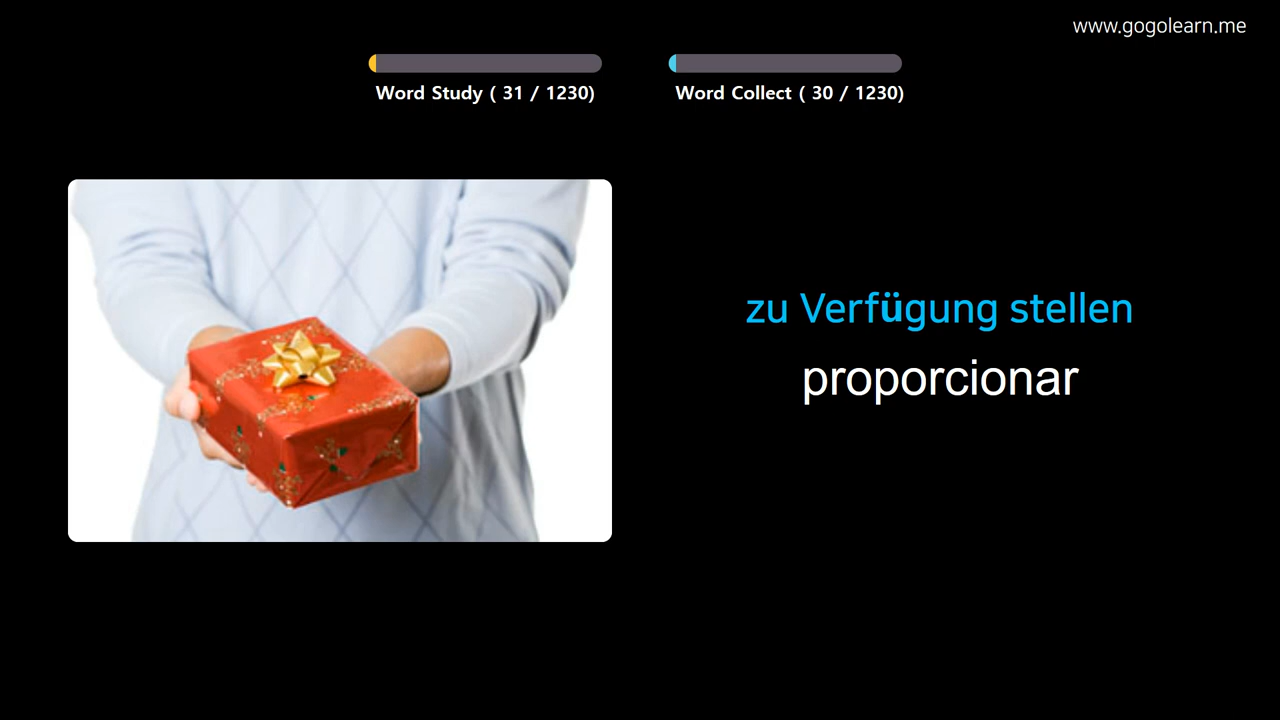 www.gogolearn.me
Word Study ( 31 / 1230)
Word Collect ( 30 / 1230)
zu Verfügung stellen
proporcionar